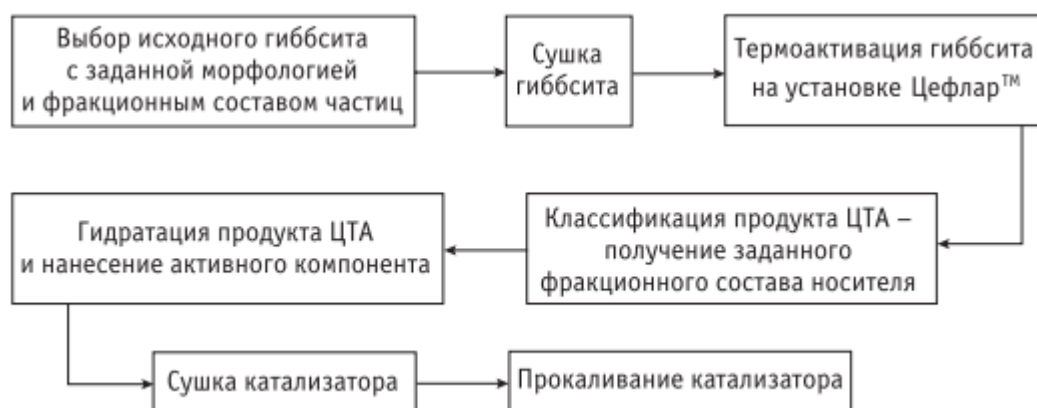 Выбор исходного гиббсита
с заданной морфологией
и фракционным составом частиц
Сушка
гиббсита
Термоактивация гиббсита
на установке Цефлар™
Классификация продукта ЦТА –
получение заданного
фракционного состава носителя
Гидратация продукта ЦТА
и нанесение активного компонента
Сушка катализатора
Прокаливание катализатора